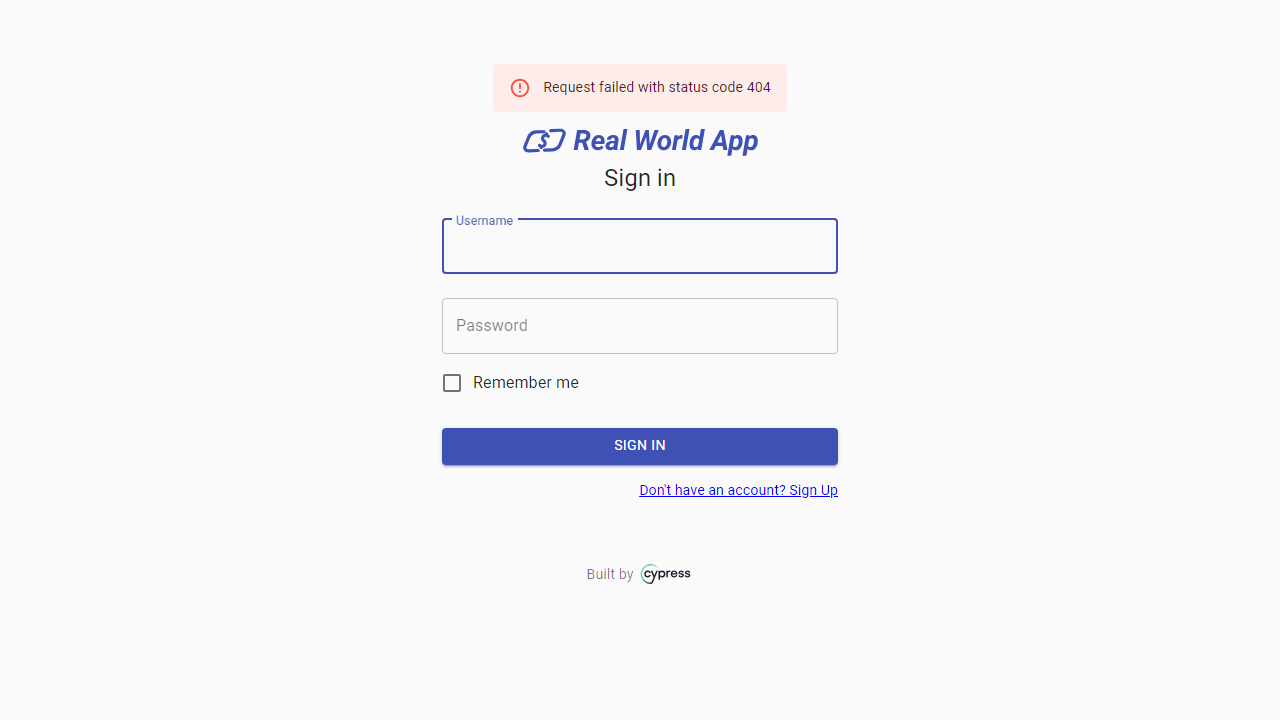 Request failed with status code 404
Real World App
Sign in
Username
Password
Remember me
SIGN IN
Don't have an account? Sign Up
Built by cypress